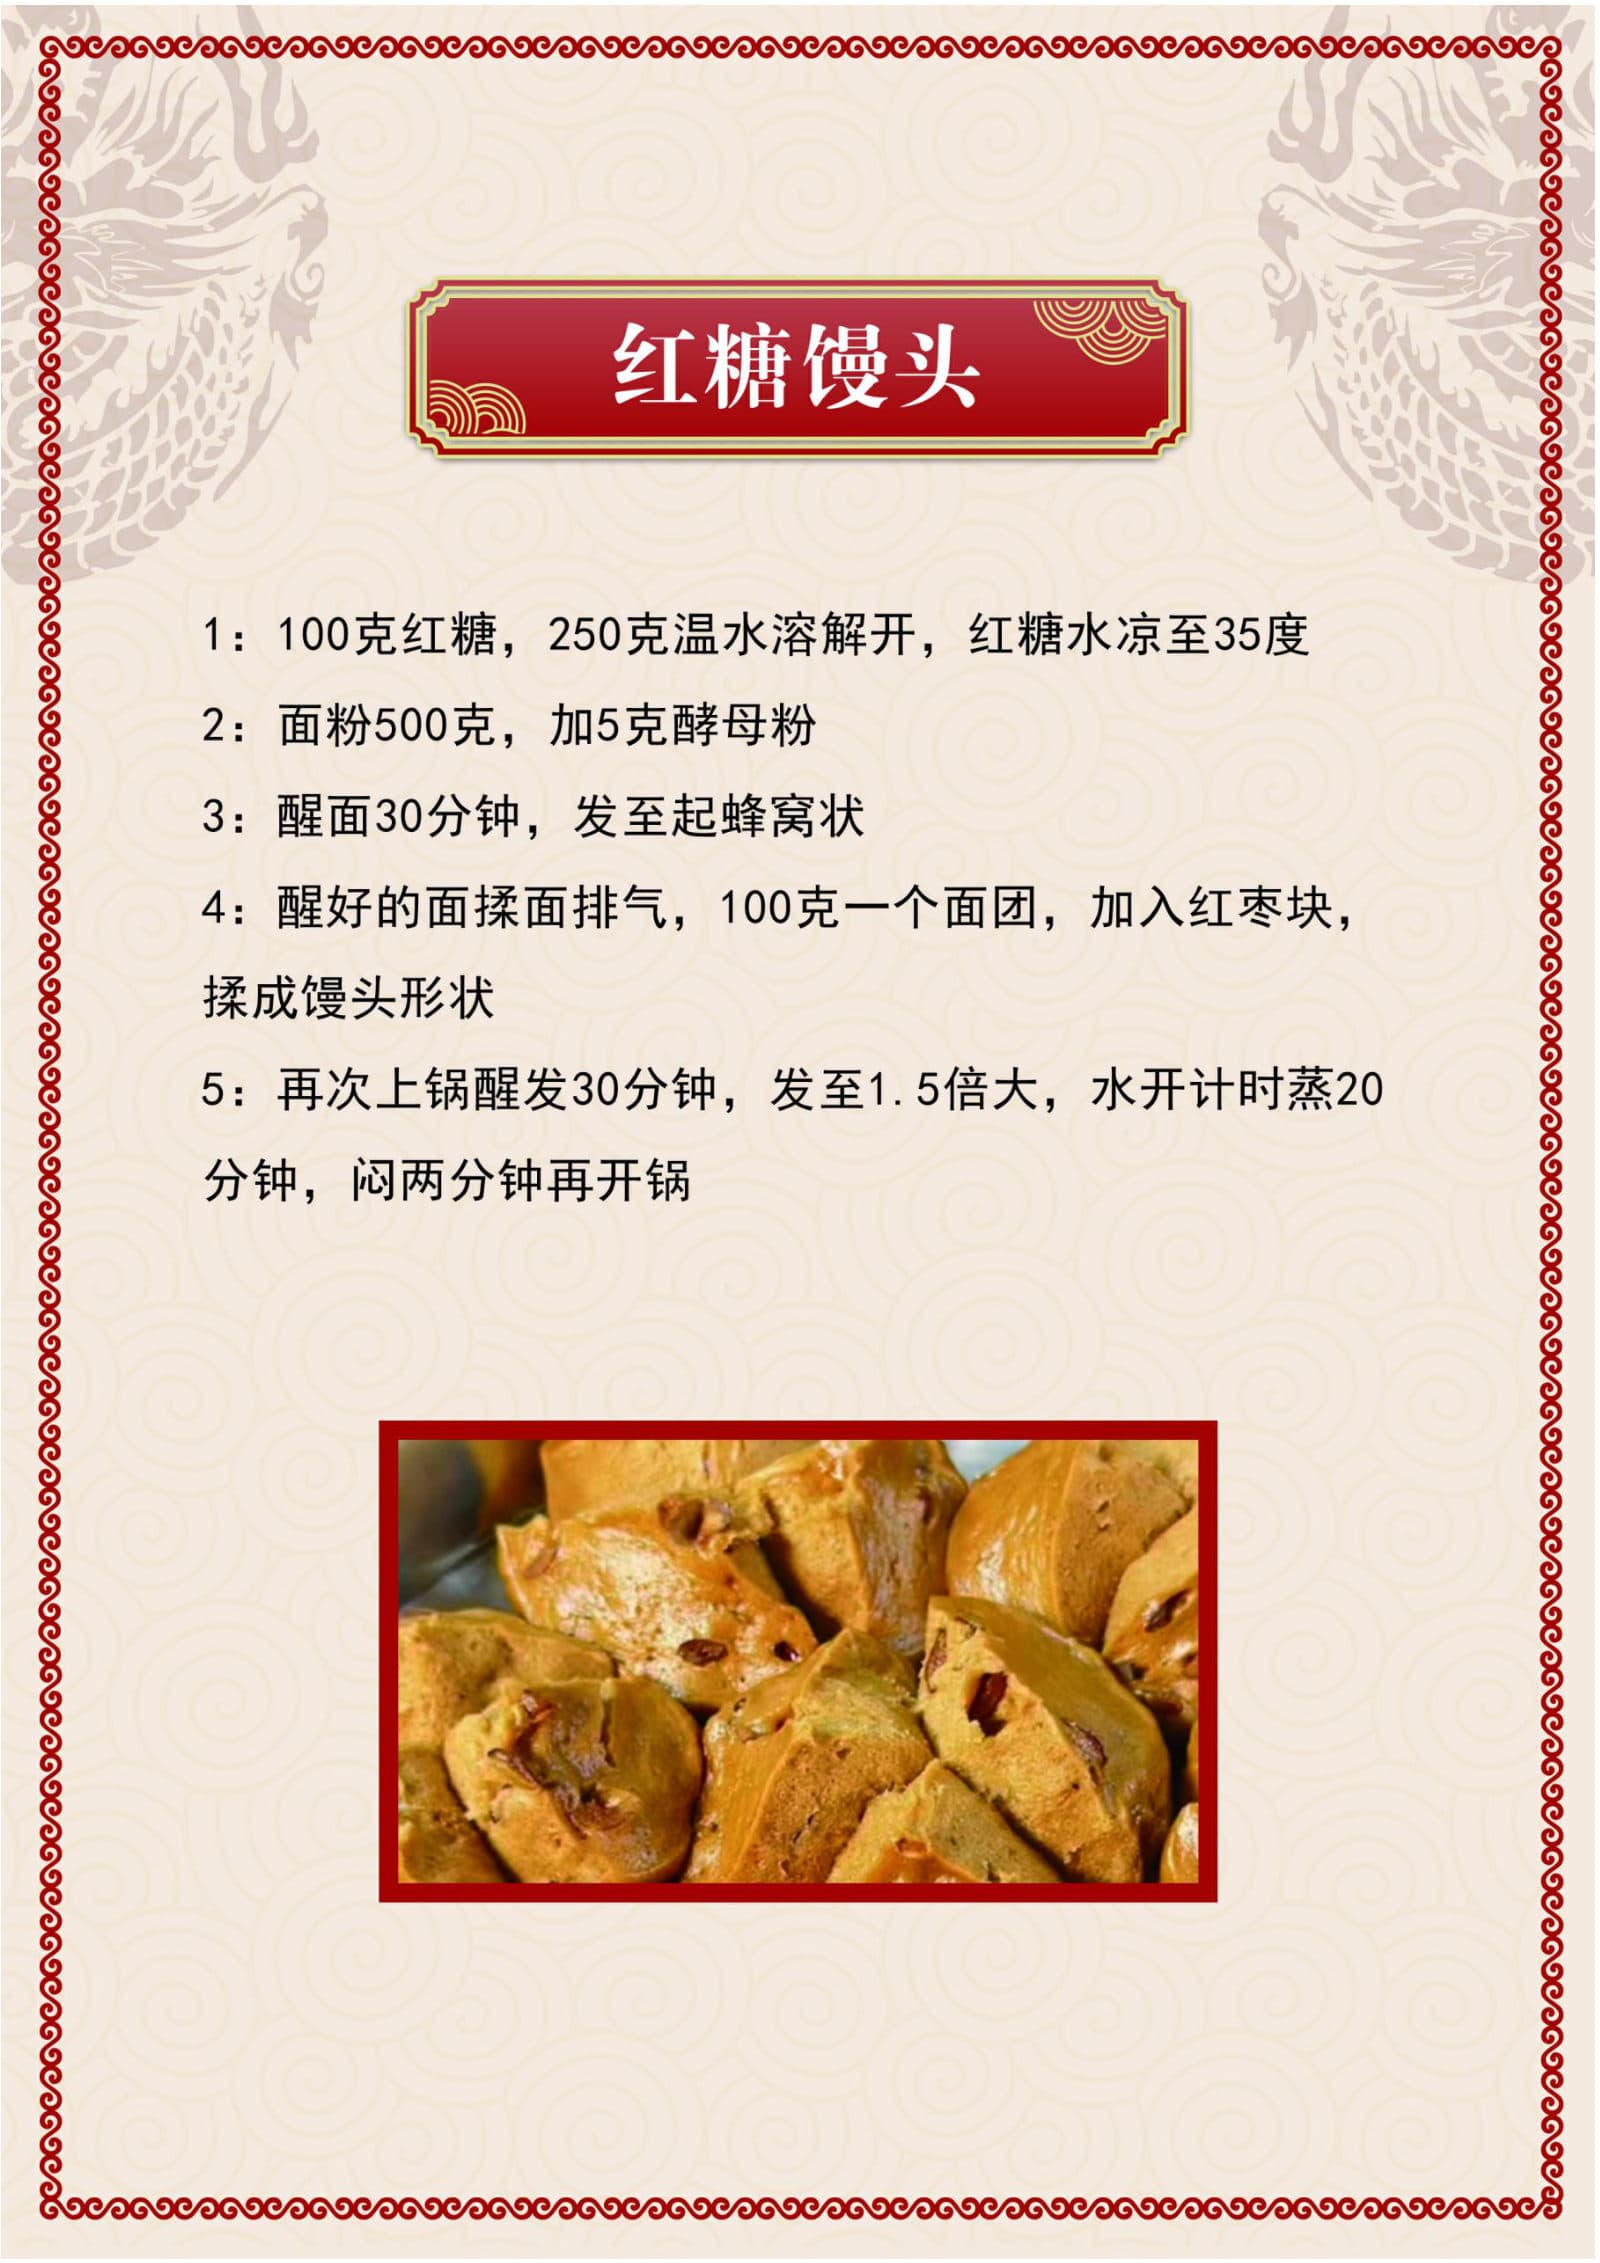 红糖馒头
1：100克红糖，250克温水溶解开，红糖水凉至35度
2：面粉500克，加5克酵母粉
3：醒面30分钟，发至起蜂窝状
4：醒好的面揉面排气，100克一个面团，加入红枣块，
揉成馒头形状
5：再次上锅醒发30分钟，发至1.5倍大，水开计时蒸20
分钟，闷两分钟再开锅